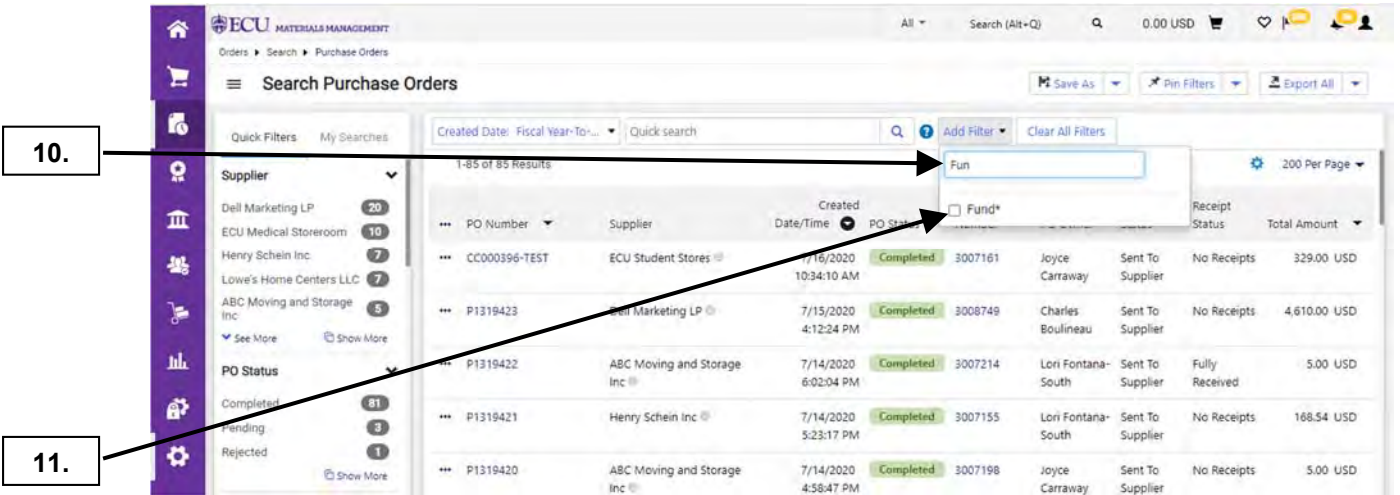 ECU MATERIALS MANAGEMENT
All
Search (Alt+Q)
0.00 USD
Orders ▸ Search ▸ Purchase Orders
Search Purchase Orders
Save As
Pin Filters
Export All
Quick Filters
My Searches
Created Date: Fiscal Year-To-...
Quick search
Add Filter
Clear All Filters
10.
1-85 of 85 Results
Fun
200 Per Page
Supplier
Dell Marketing LP 20
ECU Medical Storeroom 10
Henry Schein Inc 7
Lowe's Home Centers LLC 7
ABC Moving and Storage
Inc 5
See More
Show More
PO Status
Completed 81
Pending 3
Rejected 1
Show More
11.
Fund*
••• PO Number
Supplier
Created
Date/Time
PO Status
Receipt
Status
Total Amount
••• CC000396-TEST ECU Student Stores 7/16/2020 Completed 3007161 Joyce Sent To No Receipts 329.00 USD
10:34:10 AM Carraway Supplier
••• P1319423 Dell Marketing LP 7/15/2020 Completed 3008749 Charles Sent To No Receipts 4,610.00 USD
4:12:24 PM Boulineau Supplier
••• P1319422 ABC Moving and Storage 7/14/2020 Completed 3007214 Lori Fontana- Sent To Fully 5.00 USD
Inc 6:02:04 PM South Supplier Received
••• P1319421 Henry Schein Inc 7/14/2020 Completed 3007155 Lori Fontana- Sent To No Receipts 168.54 USD
5:23:17 PM South Supplier
••• P1319420 ABC Moving and Storage 7/14/2020 Completed 3007198 Joyce Sent To No Receipts 5.00 USD
Inc 4:58:47 PM Carraway Supplier